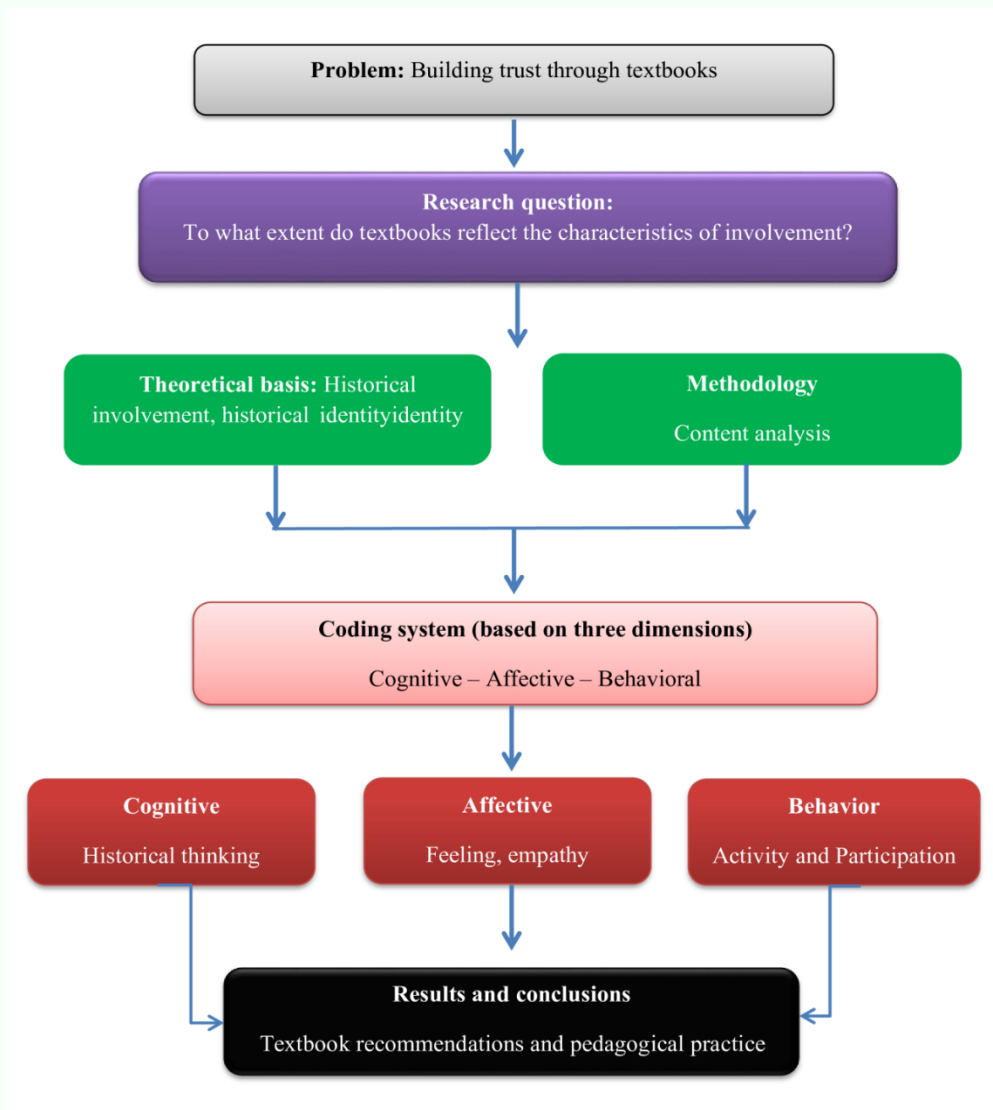 Problem: Building trust through textbooks
Research question:
To what extent do textbooks reflect the characteristics of involvement?
Theoretical basis: Historical
involvement, historical identityidentity
Methodology
Content analysis
Coding system (based on three dimensions)
Cognitive – Affective – Behavioral
Cognitive
Historical thinking
Affective
Feeling, empathy
Behavior
Activity and Participation
Results and conclusions
Textbook recommendations and pedagogical practice